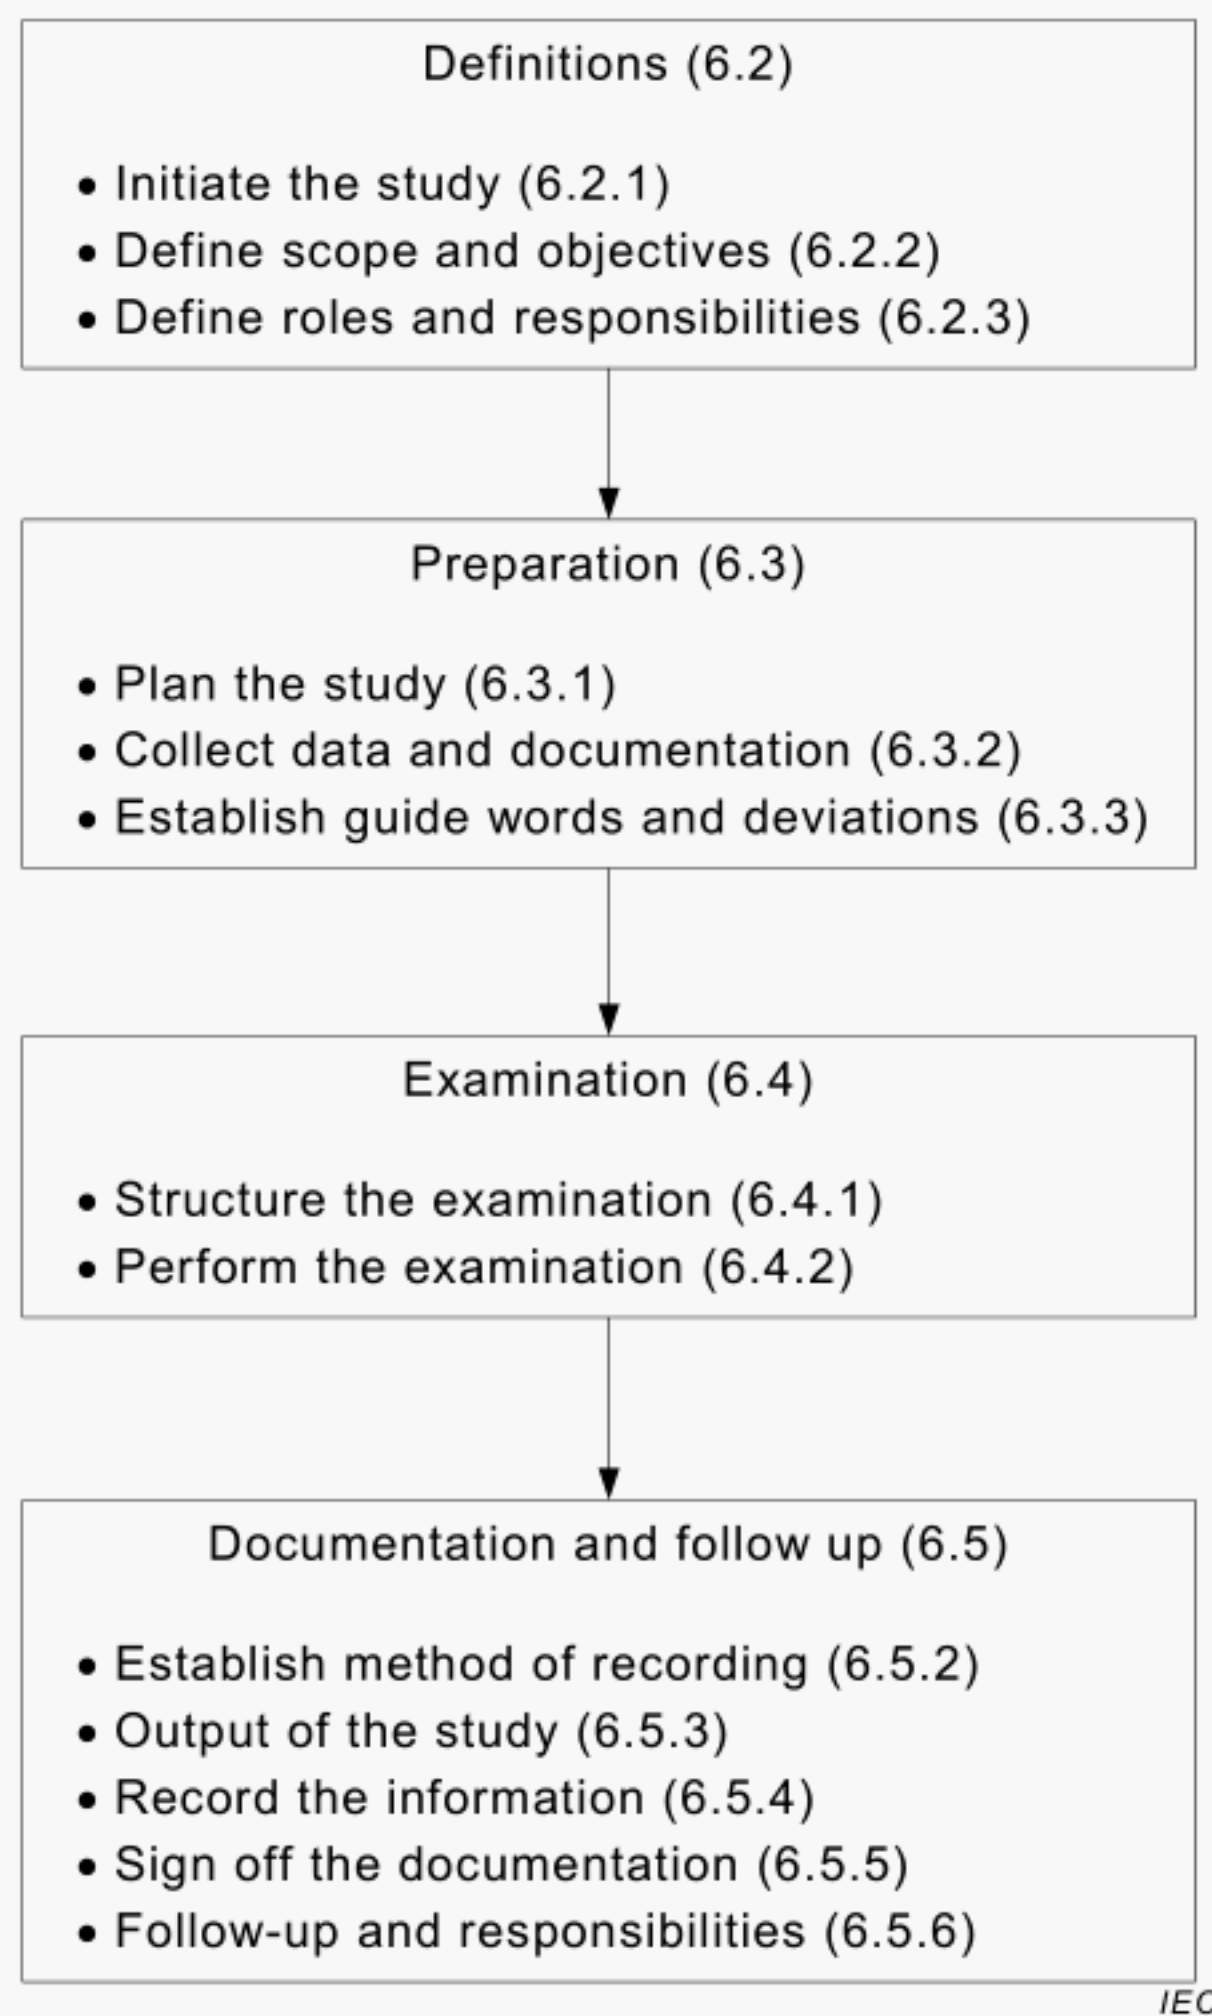 Definitions (6.2)
• Initiate the study (6.2.1)
• Define scope and objectives (6.2.2)
• Define roles and responsibilities (6.2.3)
Preparation (6.3)
• Plan the study (6.3.1)
• Collect data and documentation (6.3.2)
• Establish guide words and deviations (6.3.3)
Examination (6.4)
• Structure the examination (6.4.1)
• Perform the examination (6.4.2)
Documentation and follow up (6.5)
• Establish method of recording (6.5.2)
• Output of the study (6.5.3)
• Record the information (6.5.4)
• Sign off the documentation (6.5.5)
• Follow-up and responsibilities (6.5.6)
IEC